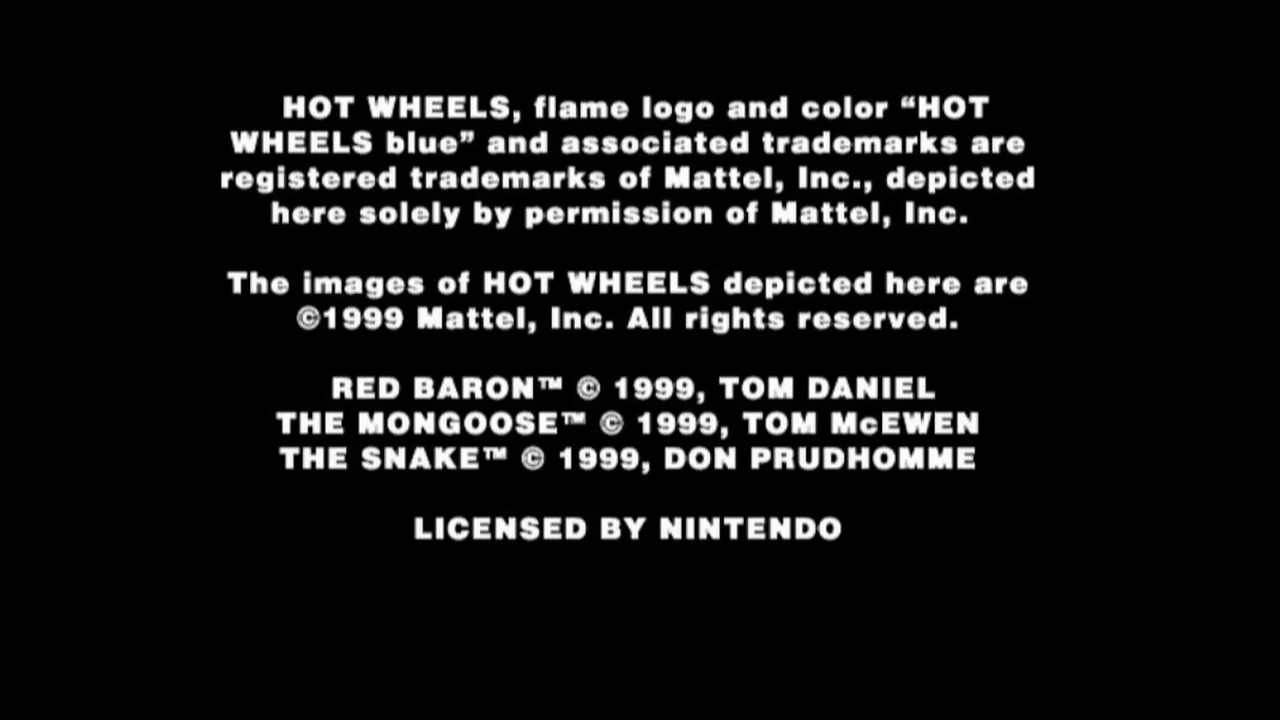 HOT WHEELS, flame logo and color “HOT
WHEELS blue” and associated trademarks are
registered trademarks of Mattel, Inc., depicted
here solely by permission of Mattel, Inc.
The images of HOT WHEELS depicted here are
©1999 Mattel, Inc. All rights reserved.
RED BARON™ © 1999, TOM DANIEL
THE MONGOOSE™ © 1999, TOM McEWEN
THE SNAKE™ © 1999, DON PRUDHOMME
LICENSED BY NINTENDO